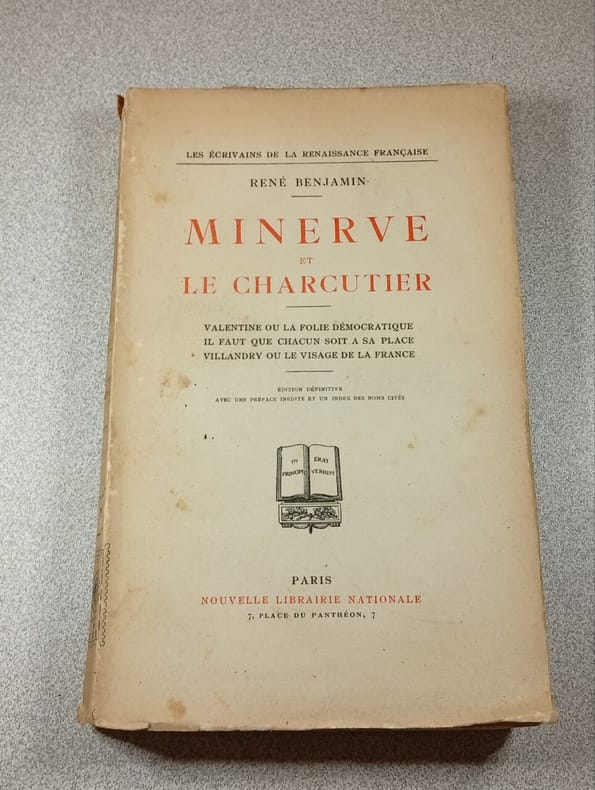 LES ÉCRIVAINS DE LA RENAISSANCE FRANÇAISE
RENÉ BENJAMIN
MINERVE
ET
LE CHARCUTIER
VALENTINE OU LA FOLIE DÉMOCRATIQUE
IL FAUT QUE CHACUN SOIT A SA PLACE
VILLANDRY OU LE VISAGE DE LA FRANCE
ÉDITION DÉFINITIVE
AVEC UNE PRÉFACE INÉDITE ET UN INDEX DES NOMS CITÉS
IN ERAT
PRINCIPIO VERBUM
PARIS
NOUVELLE LIBRAIRIE NATIONALE
7, PLACE DU PANTHÉON, 7